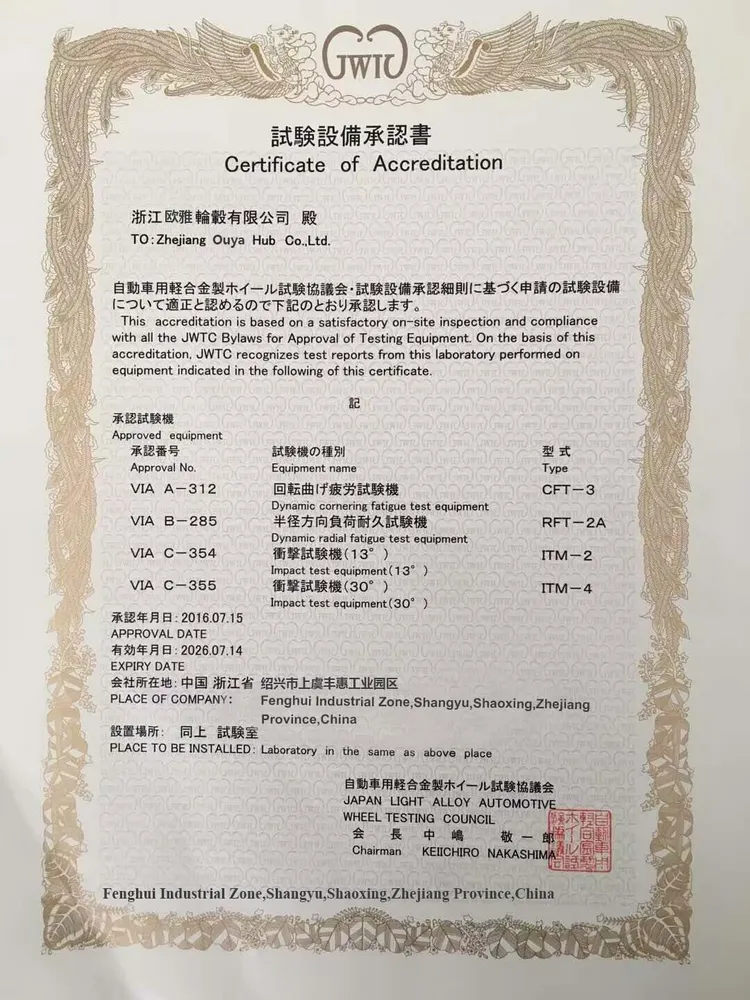 JWTC
試験設備承認書
Certificate of Accreditation
浙江欧雅輪轂有限公司 殿
TO:Zhejiang Ouya Hub Co.,Ltd.
自動車用軽合金製ホイール試験協議会・試験設備承認細則に基づく申請の試験設備
について適正と認めるので下記のとおり承認します。
This accreditation is based on a satisfactory on-site inspection and compliance
with all the JWTC Bylaws for Approval of Testing Equipment. On the basis of this
accreditation, JWTC recognizes test reports from this laboratory performed on
equipment indicated in the following of this certificate.
記
承認試験機
Approved equipment
承認番号 試験機の種別 型式
Approval No. Equipment name Type
VIA A-312 回転曲げ疲労試験機 CFT-3
Dynamic cornering fatigue test equipment
VIA B-285 半径方向負荷耐久試験機 RFT-2A
Dynamic radial fatigue test equipment
VIA C-354 衝撃試験機(13°) ITM-2
Impact test equipment(13°)
VIA C-355 衝撃試験機(30°) ITM-4
Impact test equipment(30°)
承認年月日:2016.07.15
APPROVAL DATE
有効年月日:2026.07.14
EXPIRY DATE
会社所在地:中国 浙江省 绍兴市上虞丰惠工业园区
PLACE OF COMPANY: Fenghui Industrial Zone,Shangyu,Shaoxing,Zhejiang
Province,China
設置場所: 同上 試験室
PLACE TO BE INSTALLED: Laboratory in the same as above place
自動車用軽合金製ホイール試験協議会
JAPAN LIGHT ALLOY AUTOMOTIVE
WHEEL TESTING COUNCIL
会 長 中 嶋 敬 一 郎
Chairman KEIICHIRO NAKASHIMA
Fenghui Industrial Zone,Shangyu,Shaoxing,Zhejiang Province,China